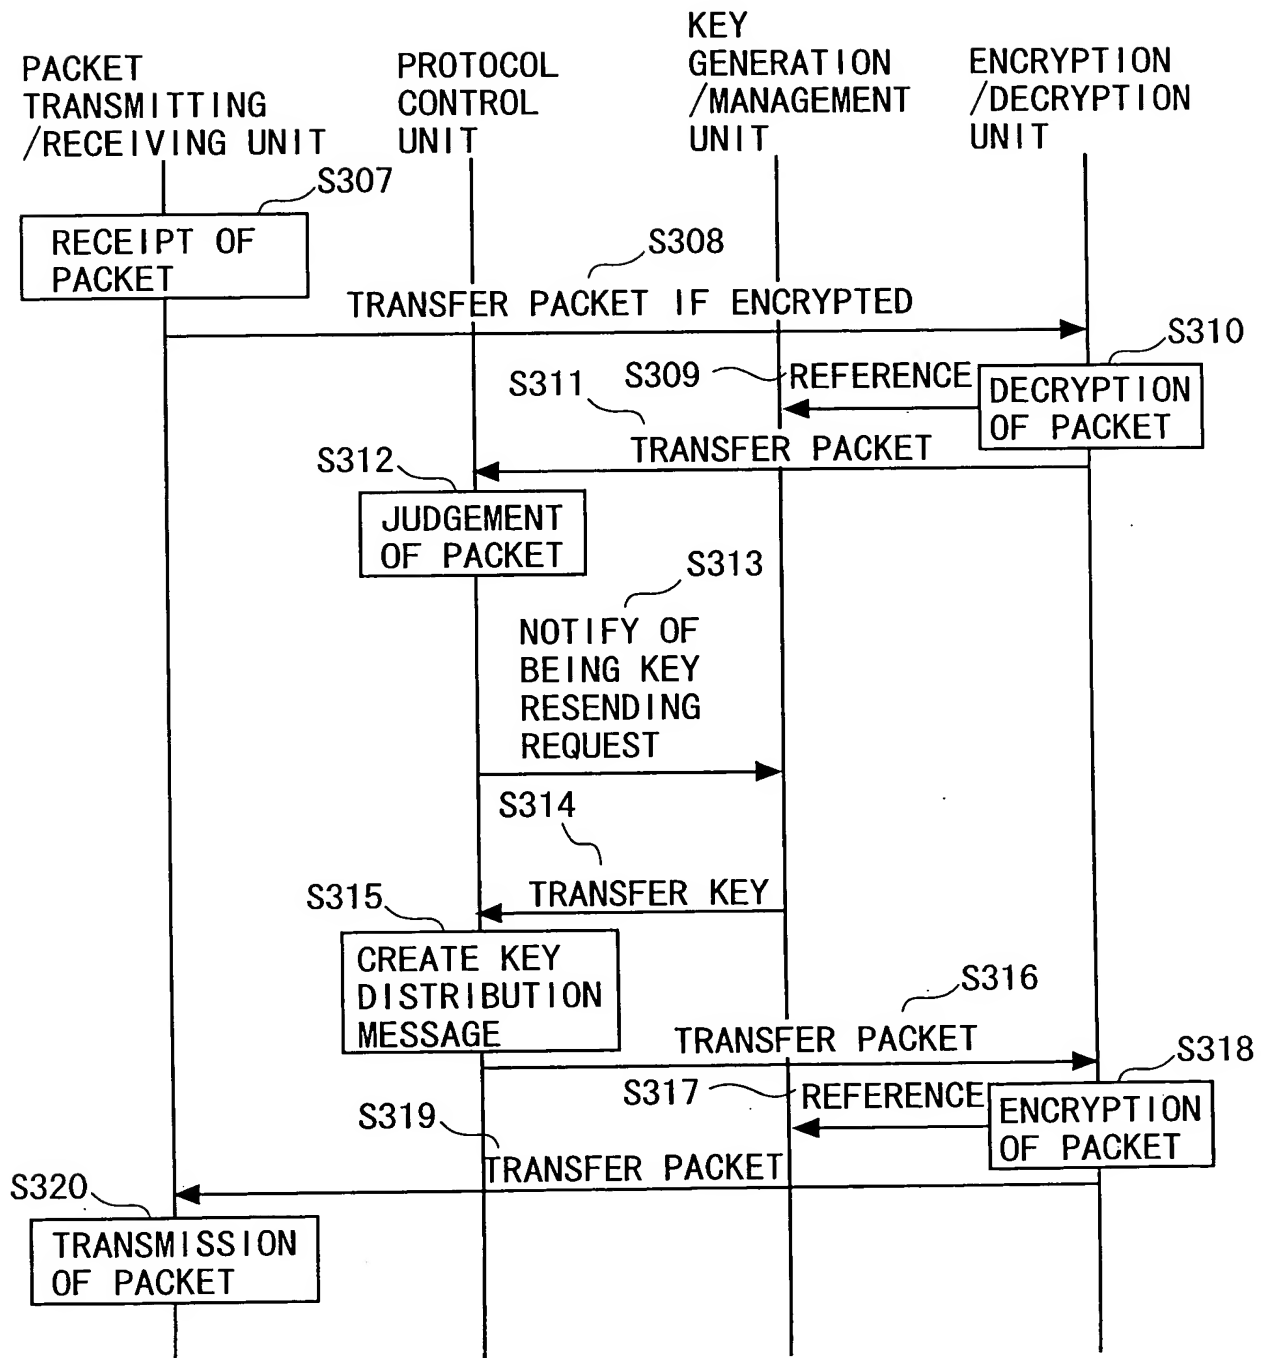 PACKET
TRANSMITTING
/RECEIVING UNIT
PROTOCOL
CONTROL
UNIT
KEY
GENERATION
/MANAGEMENT
UNIT
ENCRYPTION
/DECRYPTION
UNIT
S307
RECEIPT OF
PACKET
S308
TRANSFER PACKET IF ENCRYPTED
S310
S309
REFERENCE
DECRYPTION
OF PACKET
S311
TRANSFER PACKET
S312
JUDGEMENT
OF PACKET
S313
NOTIFY OF
BEING KEY
RESENDING
REQUEST
S314
TRANSFER KEY
S315
CREATE KEY
DISTRIBUTION
MESSAGE
S316
TRANSFER PACKET
S318
S317
REFERENCE
ENCRYPTION
OF PACKET
S319
TRANSFER PACKET
S320
TRANSMISSION
OF PACKET